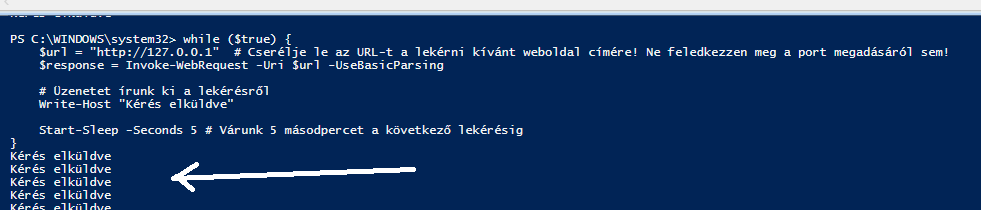 PS C:\WINDOWS\system32> while ($true) {
    $url = "http://127.0.0.1"  # Cserélje le az URL-t a lekérni kívánt weboldal címére! Ne feledkezzen meg a port megadásáról sem!
    $response = Invoke-WebRequest -Uri $url -UseBasicParsing
    # Üzenetet írunk ki a lekérésről
    Write-Host "Kérés elküldve"
    Start-Sleep -Seconds 5 # Várunk 5 másodpercet a következő lekérésig
}
Kérés elküldve
Kérés elküldve
Kérés elküldve
Kérés elküldve
Kérés elküldve